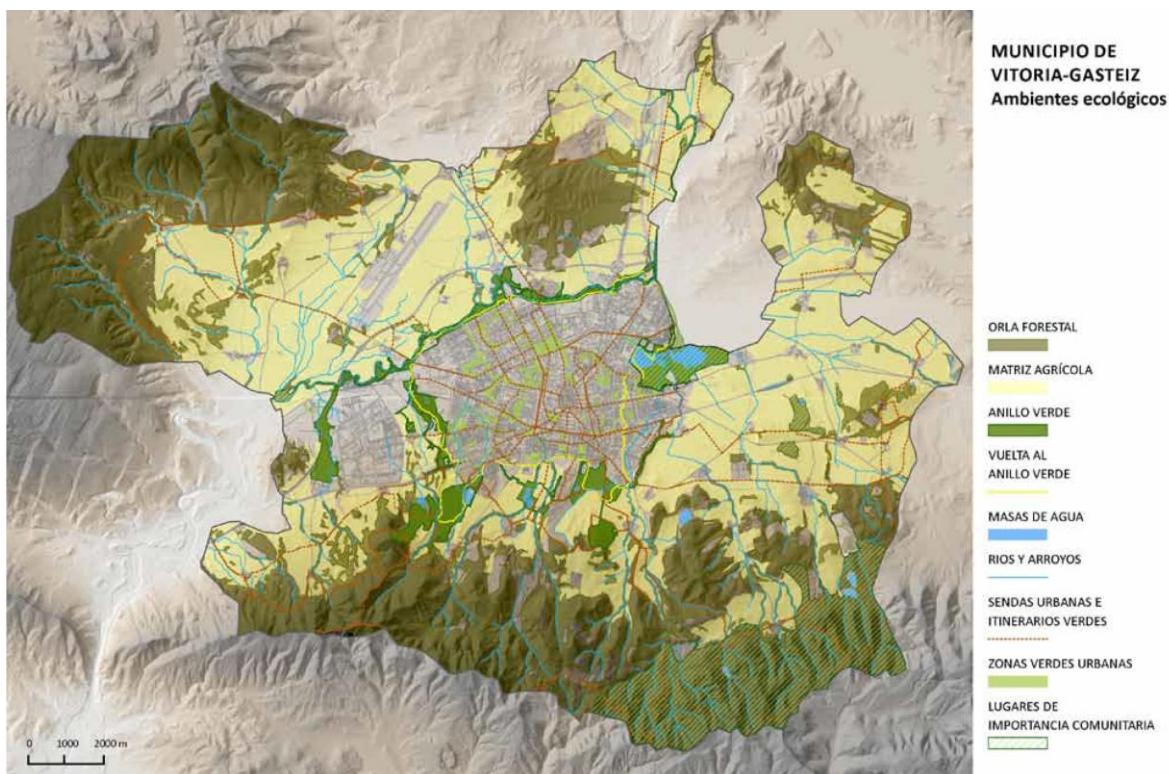 MUNICIPIO DE
VITORIA-GASTEIZ
Ambientes ecológicos
ORLA FORESTAL
MATRIZ AGRÍCOLA
ANILLO VERDE
VUELTA AL
ANILLO VERDE
MASAS DE AGUA
RIOS Y ARROYOS
SENDAS URBANAS E
ITINERARIOS VERDES
ZONAS VERDES URBANAS
LUGARES DE
IMPORTANCIA COMUNITARIA
0 1000 2000 m